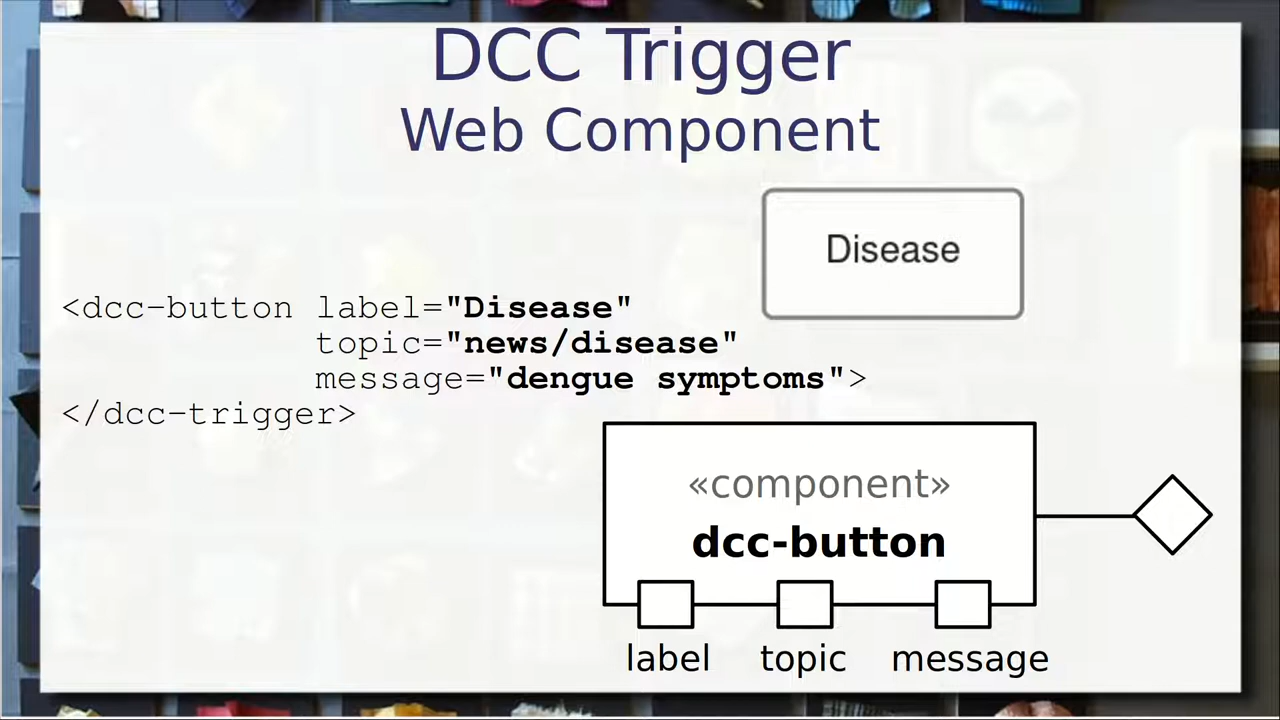 DCC Trigger
Web Component
Disease
<dcc-button label="Disease"
topic="news/disease"
message="dengue symptoms">
</dcc-trigger>
«component»
dcc-button
label topic message